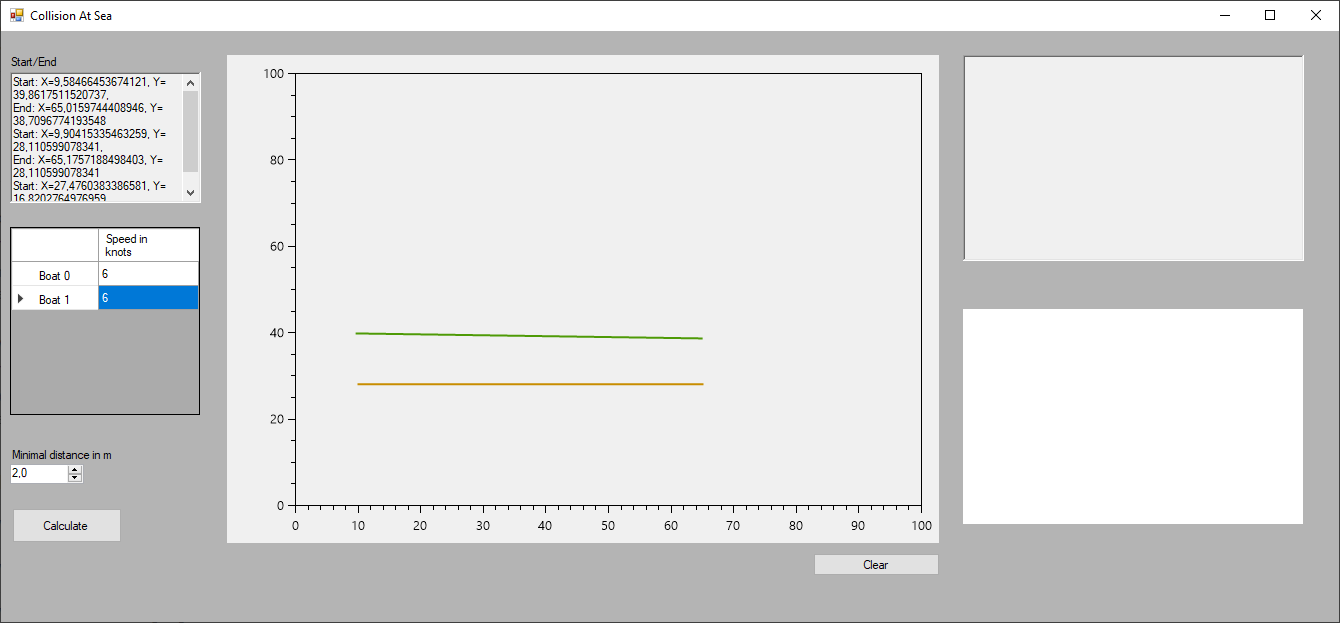 Collision At Sea
Start/End
Start: X=9,58466453674121, Y=
39,8617511520737,
End: X=65,0159744408946, Y=
38,7096774193548
Start: X=9,90415335463259, Y=
28,110599078341,
End: X=65,1757188498403, Y=
28,110599078341
Start: X=27,4760383386581, Y=
16,8202764976959
Speed in
knots
Boat 0 6
Boat 1 6
Minimal distance in m
2,0
Calculate
100
80
60
40
20
0
0 10 20 30 40 50 60 70 80 90 100
Clear